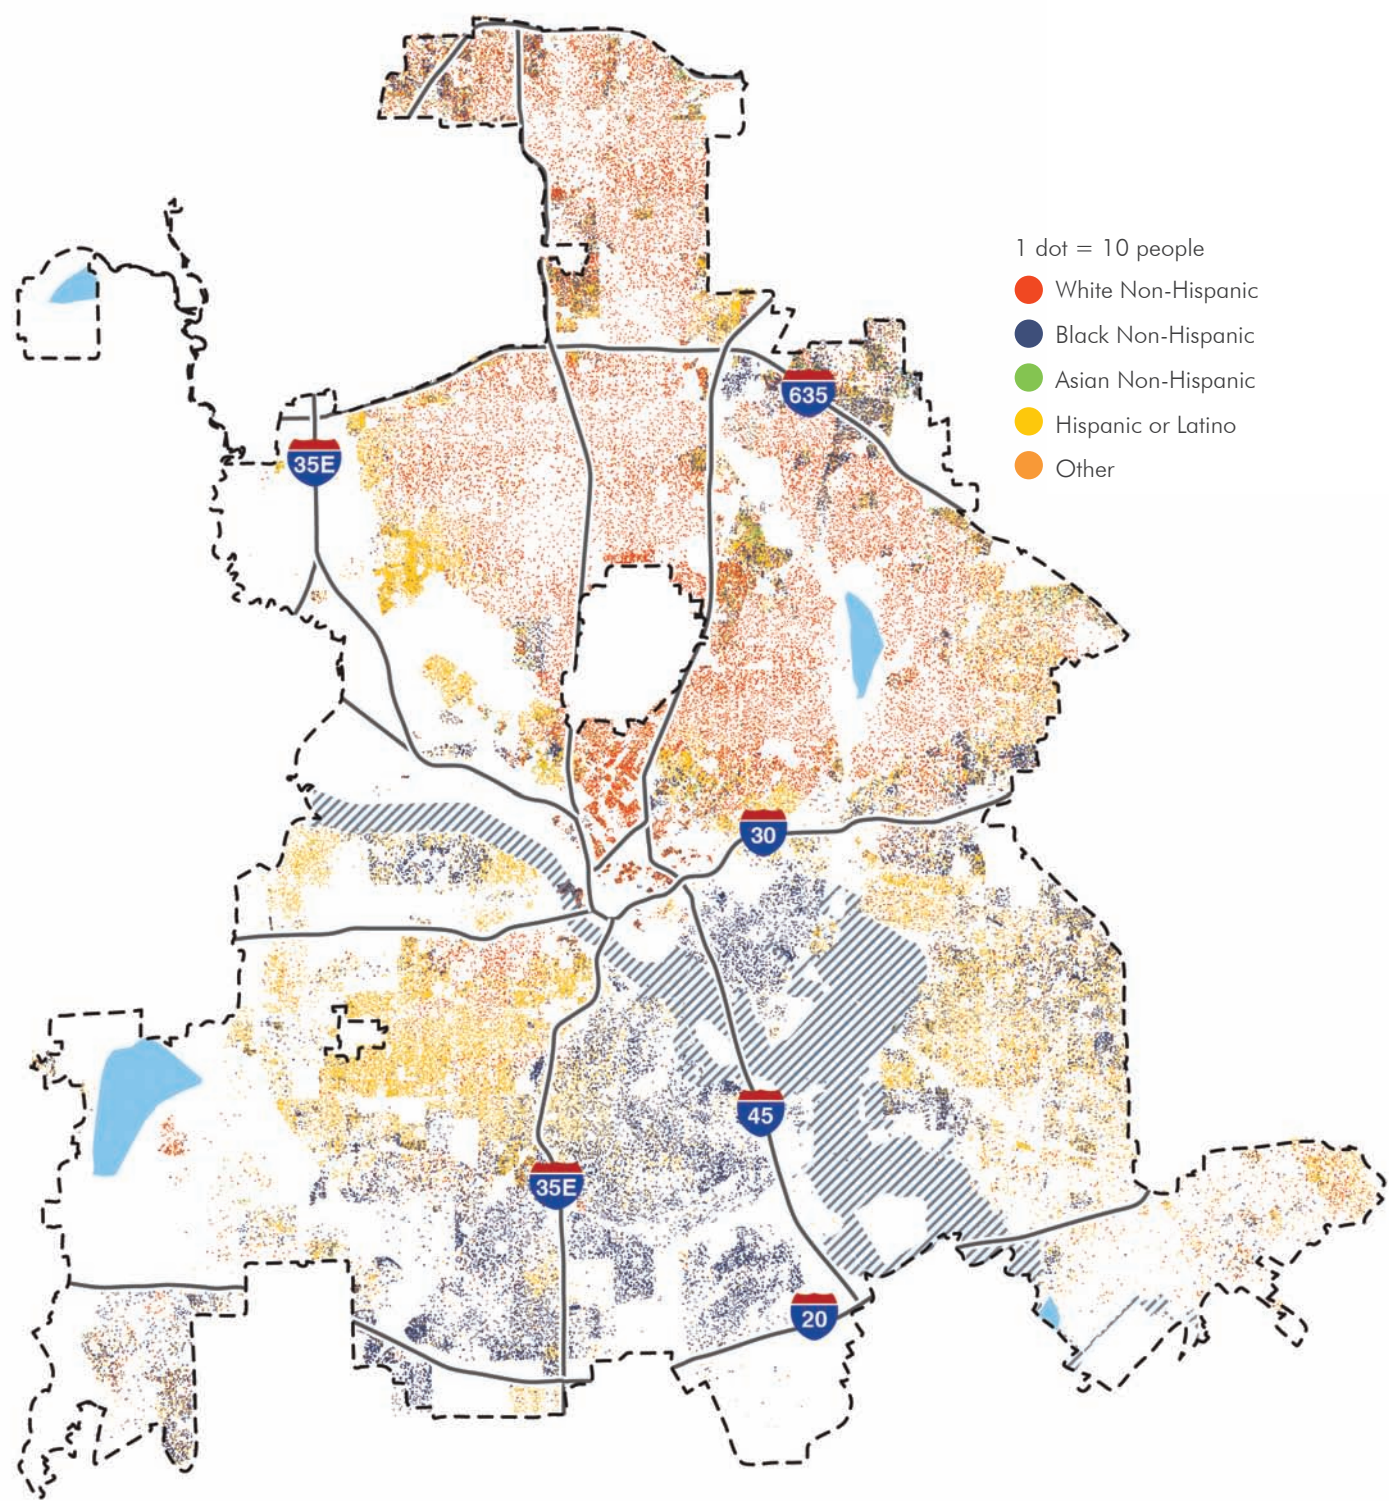 1 dot = 10 people
White Non-Hispanic
Black Non-Hispanic
Asian Non-Hispanic
Hispanic or Latino
Other
635
35E
30
45
35E
20